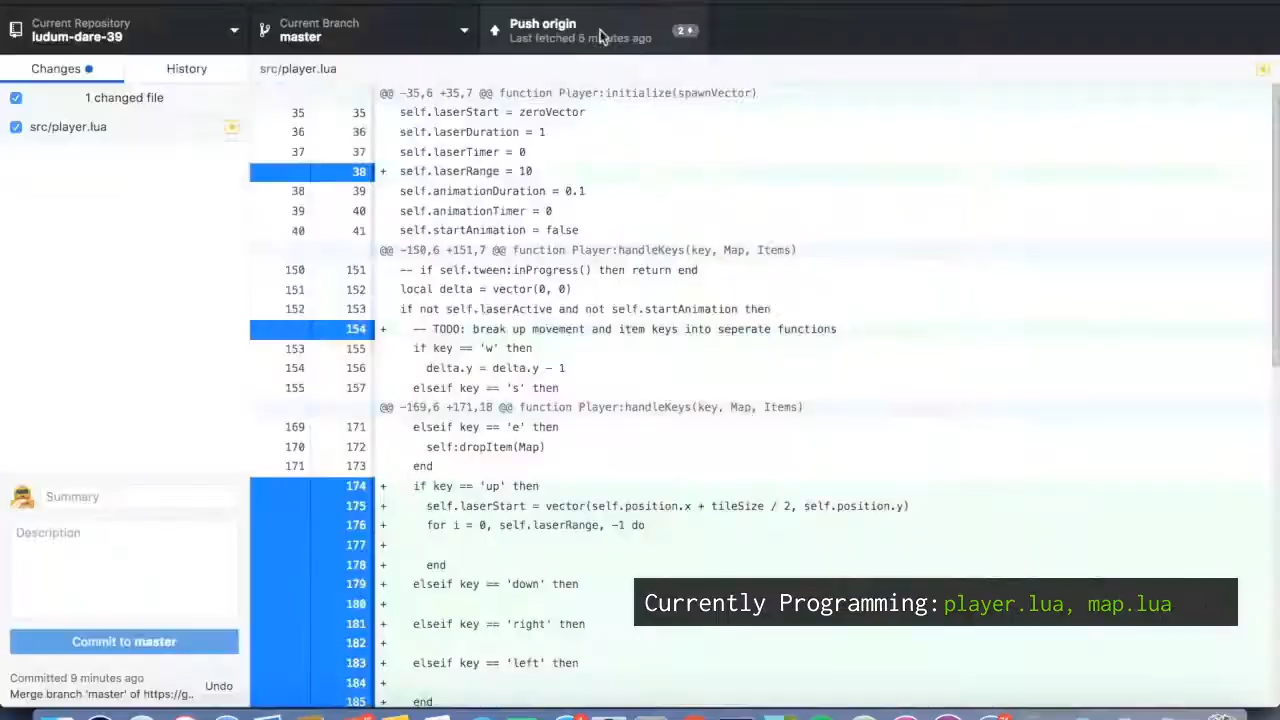 Current Repository
ludum-dare-39
Current Branch
master
Push origin
Last fetched 5 minutes ago
2
Changes
History
src/player.lua
1 changed file
src/player.lua
@@ -35,6 +35,7 @@ function Player:initialize(spawnVector)
35 35 self.laserStart = zeroVector
36 36 self.laserDuration = 1
37 37 self.laserTimer = 0
38 + self.laserRange = 10
38 39 self.animationDuration = 0.1
39 40 self.animationTimer = 0
40 41 self.startAnimation = false
@@ -150,6 +151,7 @@ function Player:handleKeys(key, Map, Items)
150 151 -- if self.tween:inProgress() then return end
151 152 local delta = vector(0, 0)
152 153 if not self.laserActive and not self.startAnimation then
154 + -- TODO: break up movement and item keys into seperate functions
153 155 if key == 'w' then
154 156 delta.y = delta.y - 1
155 157 elseif key == 's' then
@@ -169,6 +171,18 @@ function Player:handleKeys(key, Map, Items)
169 171 elseif key == 'e' then
170 172 self:dropItem(Map)
171 173 end
174 + if key == 'up' then
175 + self.laserStart = vector(self.position.x + tileSize / 2, self.position.y)
176 + for i = 0, self.laserRange, -1 do
177 +
178 + end
179 + elseif key == 'down' then
180 +
181 + elseif key == 'right' then
182 +
183 + elseif key == 'left' then
184 +
185 + end
Summary
Description
Commit to master
Committed 9 minutes ago
Merge branch 'master' of https://g..
Undo
Currently Programming: player.lua, map.lua